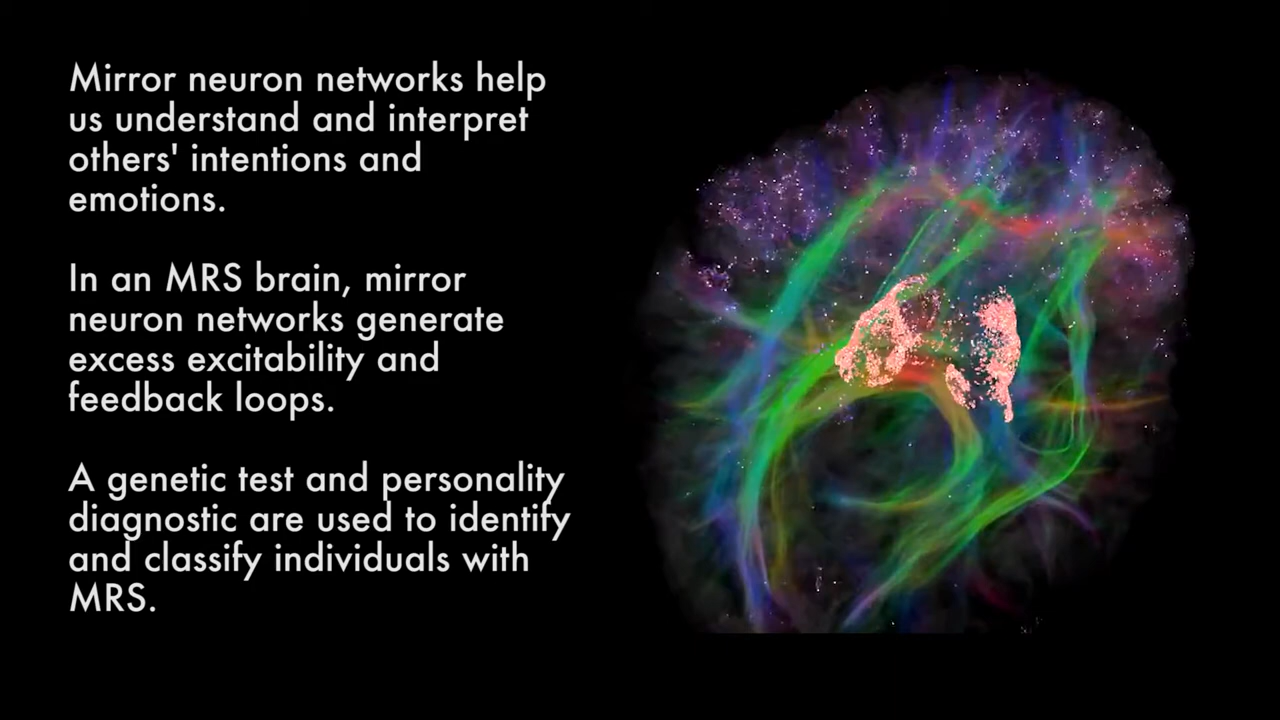 Mirror neuron networks help
us understand and interpret
others' intentions and
emotions.
In an MRS brain, mirror
neuron networks generate
excess excitability and
feedback loops.
A genetic test and personality
diagnostic are used to identify
and classify individuals with
MRS.